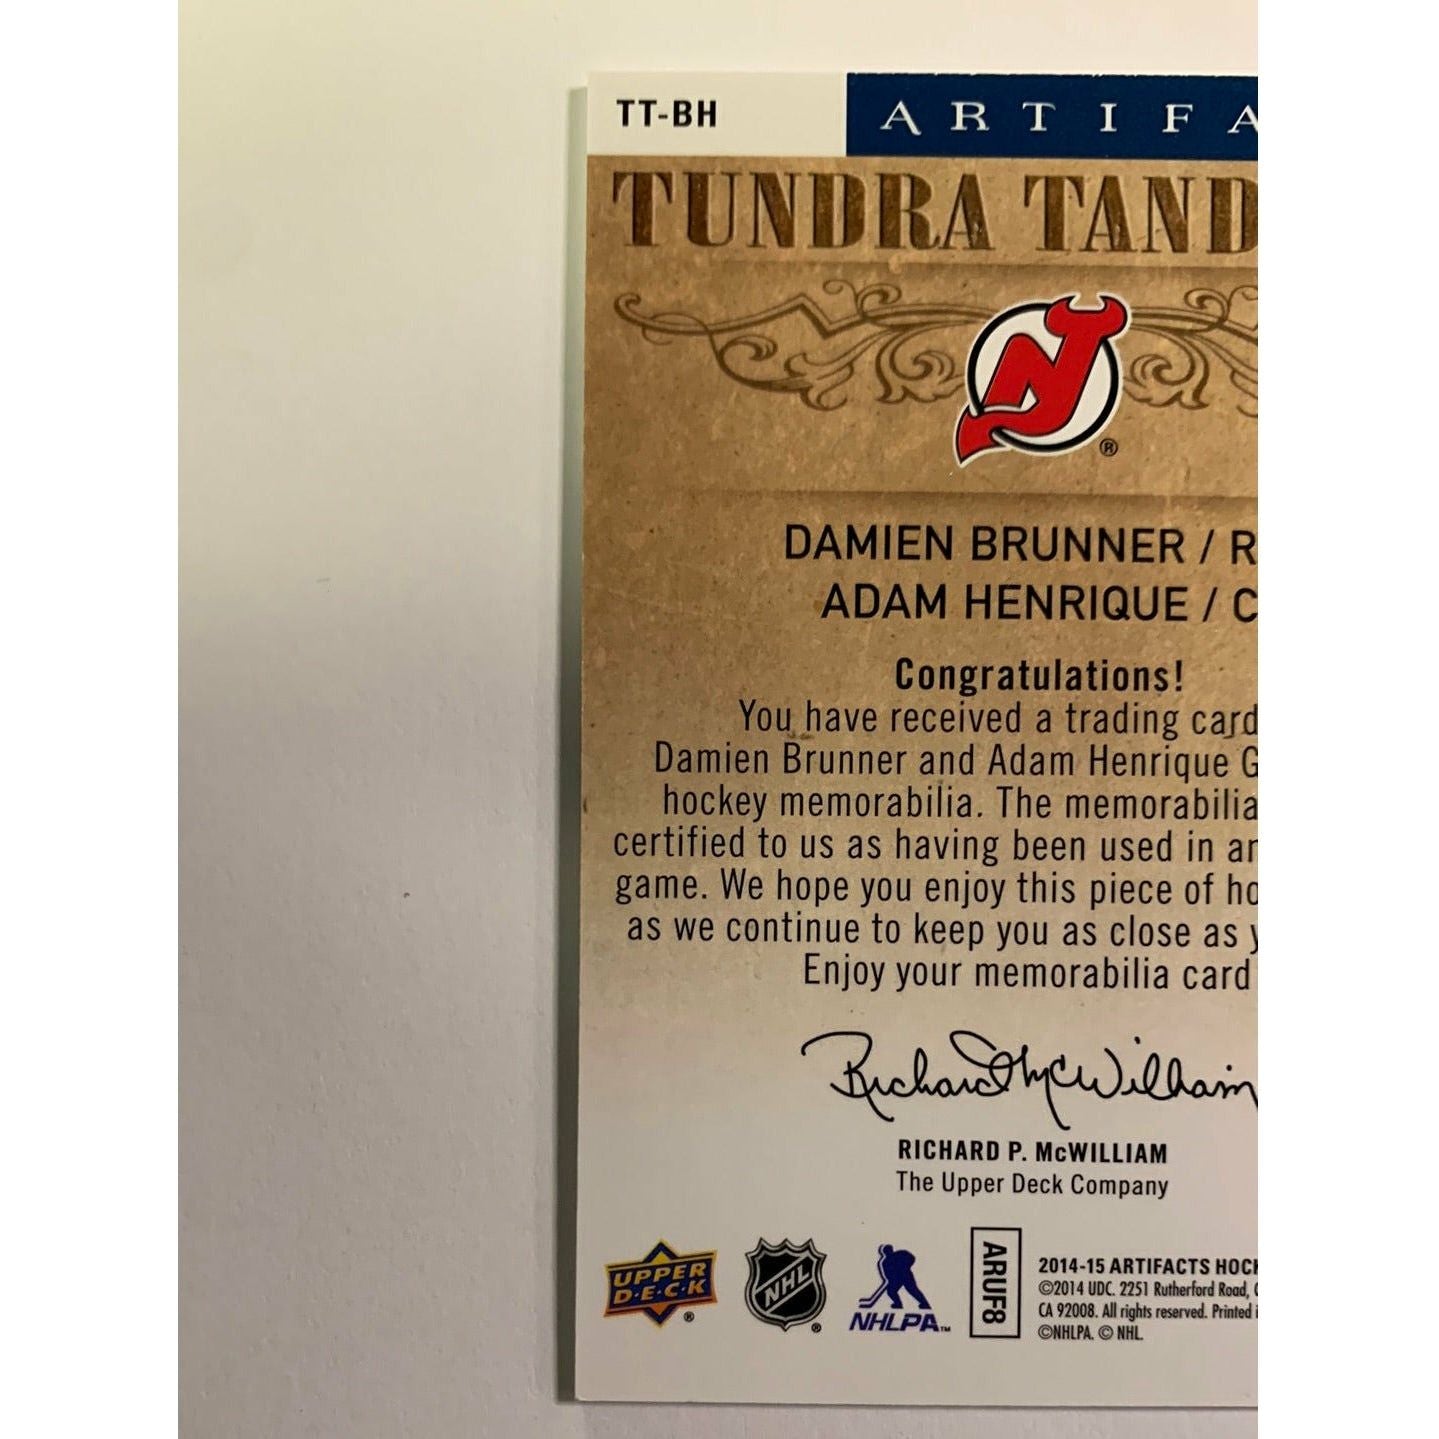 TT-BH
ARTIFA
TUNDRA TAND
DAMIEN BRUNNER / R
ADAM HENRIQUE / C
Congratulations!
You have received a trading card
Damien Brunner and Adam Henrique G
hockey memorabilia. The memorabilia
certified to us as having been used in an
game. We hope you enjoy this piece of ho
as we continue to keep you as close as y
Enjoy your memorabilia card
Richard McWilliam
RICHARD P. McWILLIAM
The Upper Deck Company
UPPER
D·E·C·K
®
NHL
®
NHLPA™
ARUF8
2014-15 ARTIFACTS HOCK
©2014 UDC. 2251 Rutherford Road, C
CA 92008. All rights reserved. Printed i
©NHLPA. © NHL.